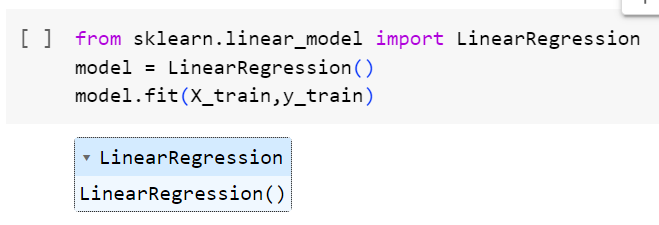 [ ] from sklearn.linear_model import LinearRegression
model = LinearRegression()
model.fit(X_train,y_train)
▾ LinearRegression
LinearRegression()